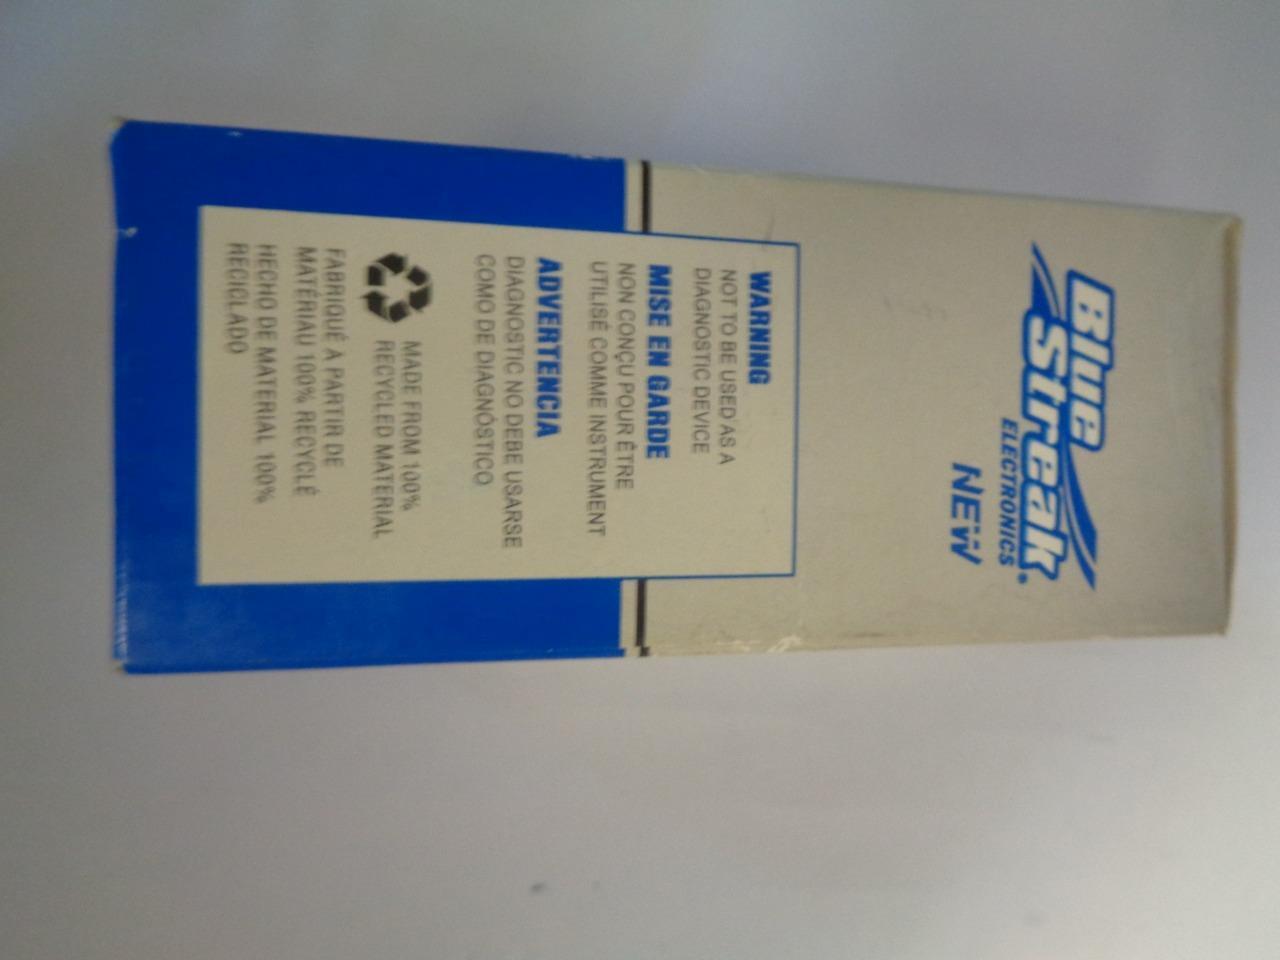 Blue
Streak®
ELECTRONICS
NEW
WARNING
NOT TO BE USED AS A
DIAGNOSTIC DEVICE
MISE EN GARDE
NON CONÇU POUR ÊTRE
UTILISÉ COMME INSTRUMENT
ADVERTENCIA
DIAGNOSTIC NO DEBE USARSE
COMO DE DIAGNÓSTICO
MADE FROM 100%
RECYCLED MATERIAL
FABRIQUÉ À PARTIR DE
MATÉRIAU 100% RECYCLÉ
HECHO DE MATERIAL 100%
RECICLADO